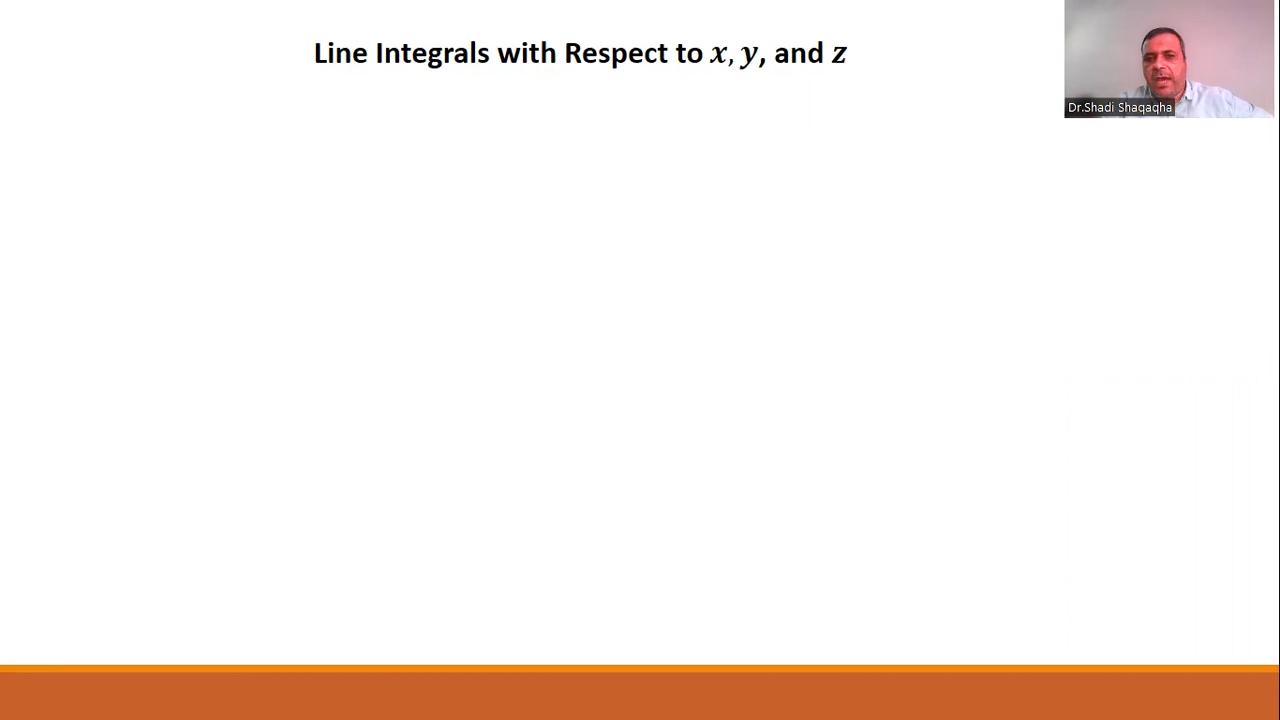 Line Integrals with Respect to x, y, and z
Dr.Shadi Shaqaqha